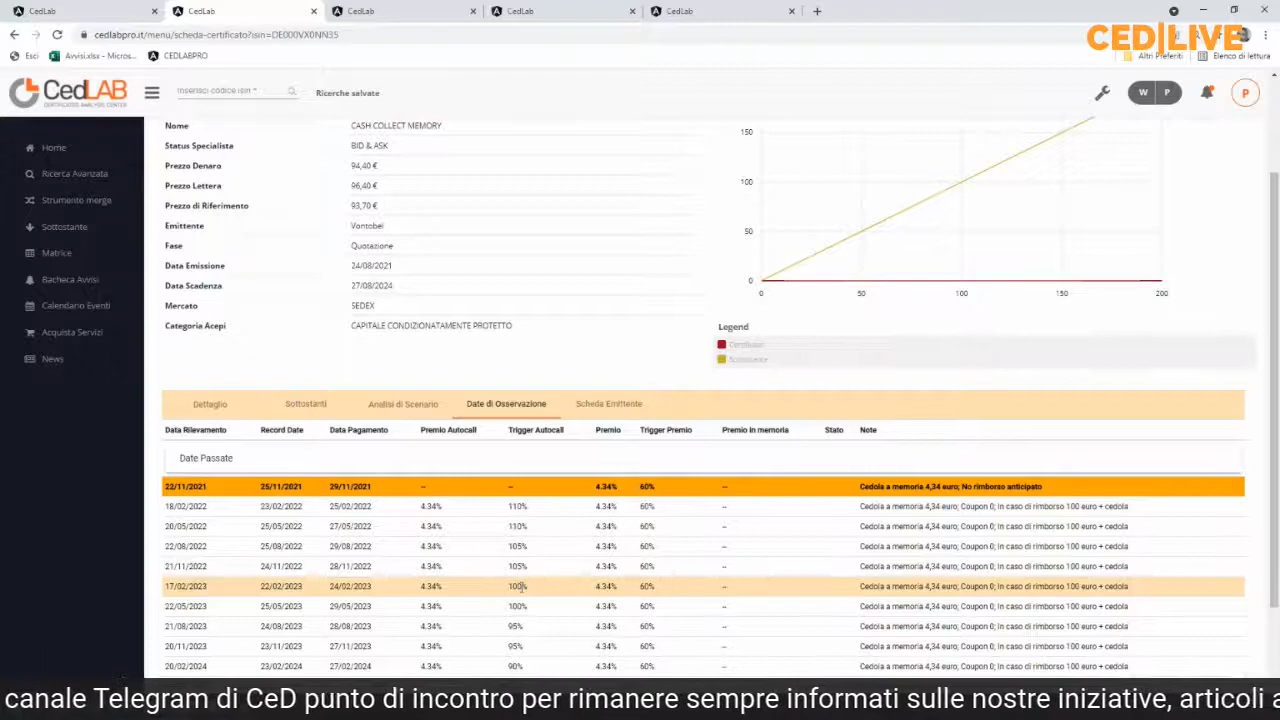 CedLab
CedLab
CedLab
CedLab
CedLab
cedlabpro.it/menu/scheda-certificato?isin=DE000VX0NN35
CED|LIVE
Esci
Avvisi.xlsx - Micros...
CEDLABPRO
Altri Preferiti
Elenco di lettura
CedLAB
CERTIFICATES ANALYSIS CENTER
Inserisci codice isin *
Ricerche salvate
W P
P
Home
Ricerca Avanzata
Strumento merge
Sottostante
Matrice
Bacheca Avvisi
Calendario Eventi
Acquista Servizi
News
Nome CASH COLLECT MEMORY
Status Specialista BID & ASK
Prezzo Denaro 94,40 €
Prezzo Lettera 96,40 €
Prezzo di Riferimento 93,70 €
Emittente Vontobel
Fase Quotazione
Data Emissione 24/08/2021
Data Scadenza 27/08/2024
Mercato SEDEX
Categoria Acepi CAPITALE CONDIZIONATAMENTE PROTETTO
150
100
50
0
0 50 100 150 200
Legend
Certificato
Sottostante
Dettaglio Sottostanti Analisi di Scenario Date di Osservazione Scheda Emittente
Data Rilevamento Record Date Data Pagamento Premio Autocall Trigger Autocall Premio Trigger Premio Premio in memoria Stato Note
Date Passate
22/11/2021 25/11/2021 29/11/2021 -- -- 4.34% 60% -- Cedola a memoria 4,34 euro; No rimborso anticipato
18/02/2022 23/02/2022 25/02/2022 4.34% 110% 4.34% 60% -- Cedola a memoria 4,34 euro; Coupon 0; In caso di rimborso 100 euro + cedola
20/05/2022 25/05/2022 27/05/2022 4.34% 110% 4.34% 60% -- Cedola a memoria 4,34 euro; Coupon 0; In caso di rimborso 100 euro + cedola
22/08/2022 25/08/2022 29/08/2022 4.34% 105% 4.34% 60% -- Cedola a memoria 4,34 euro; Coupon 0; In caso di rimborso 100 euro + cedola
21/11/2022 24/11/2022 28/11/2022 4.34% 105% 4.34% 60% -- Cedola a memoria 4,34 euro; Coupon 0; In caso di rimborso 100 euro + cedola
17/02/2023 22/02/2023 24/02/2023 4.34% 100% 4.34% 60% -- Cedola a memoria 4,34 euro; Coupon 0; In caso di rimborso 100 euro + cedola
22/05/2023 25/05/2023 29/05/2023 4.34% 100% 4.34% 60% -- Cedola a memoria 4,34 euro; Coupon 0; In caso di rimborso 100 euro + cedola
21/08/2023 24/08/2023 28/08/2023 4.34% 95% 4.34% 60% -- Cedola a memoria 4,34 euro; Coupon 0; In caso di rimborso 100 euro + cedola
20/11/2023 23/11/2023 27/11/2023 4.34% 95% 4.34% 60% -- Cedola a memoria 4,34 euro; Coupon 0; In caso di rimborso 100 euro + cedola
20/02/2024 23/02/2024 27/02/2024 4.34% 90% 4.34% 60% -- Cedola a memoria 4,34 euro; Coupon 0; In caso di rimborso 100 euro + cedola
canale Telegram di CeD punto di incontro per rimanere sempre informati sulle nostre iniziative, articoli a